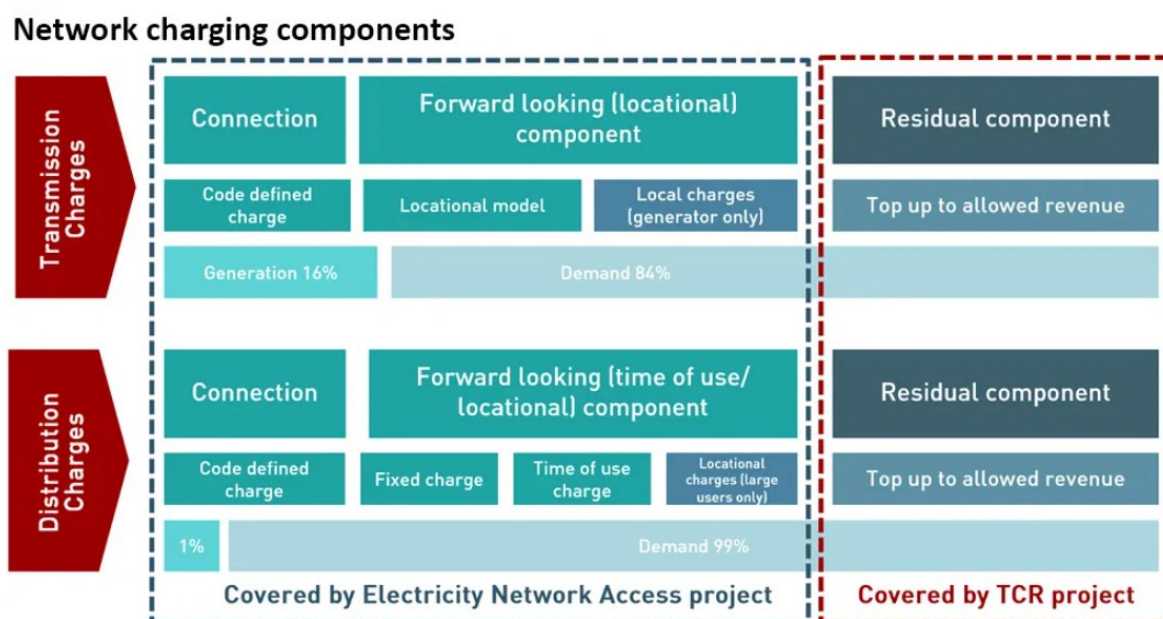 Network charging components
Transmission
Charges
Connection
Forward looking (locational)
component
Residual component
Code defined
charge
Locational model
Local charges
(generator only)
Top up to allowed revenue
Generation 16%
Demand 84%
Distribution
Charges
Connection
Forward looking (time of use/
locational) component
Residual component
Code defined
charge
Fixed charge
Time of use
charge
Locational
charges (large
users only)
Top up to allowed revenue
1%
Demand 99%
Covered by Electricity Network Access project
Covered by TCR project